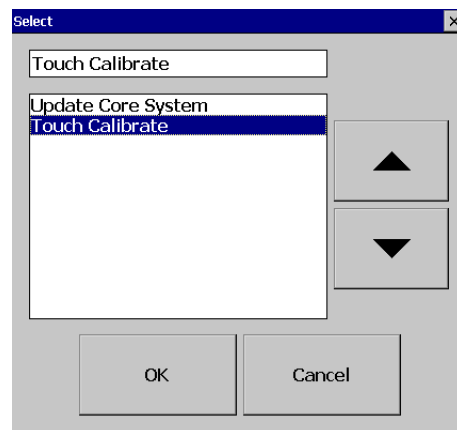 Select
Touch Calibrate
Update Core System
Touch Calibrate
OK
Cancel